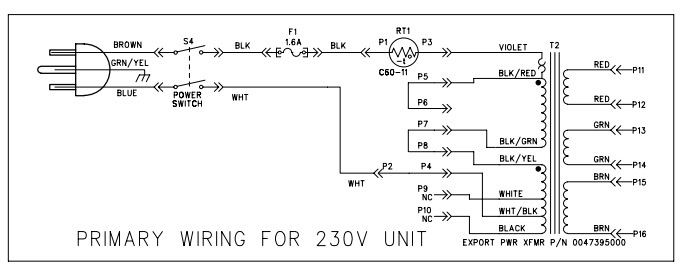 BROWN
S4
BLK
F1
1.6A
BLK
RT1
P1
P3
-t
C60-11
VIOLET
T2
GRN/YEL
BLUE
POWER
SWITCH
WHT
P5
BLK/RED
P6
P7
BLK/GRN
P8
BLK/YEL
P2
P4
WHT
P9
NC
WHITE
WHT/BLK
P10
NC
BLACK
RED
P11
RED
P12
GRN
P13
GRN
P14
BRN
P15
BRN
P16
PRIMARY WIRING FOR 230V UNIT
EXPORT PWR XFMR P/N 0047395000